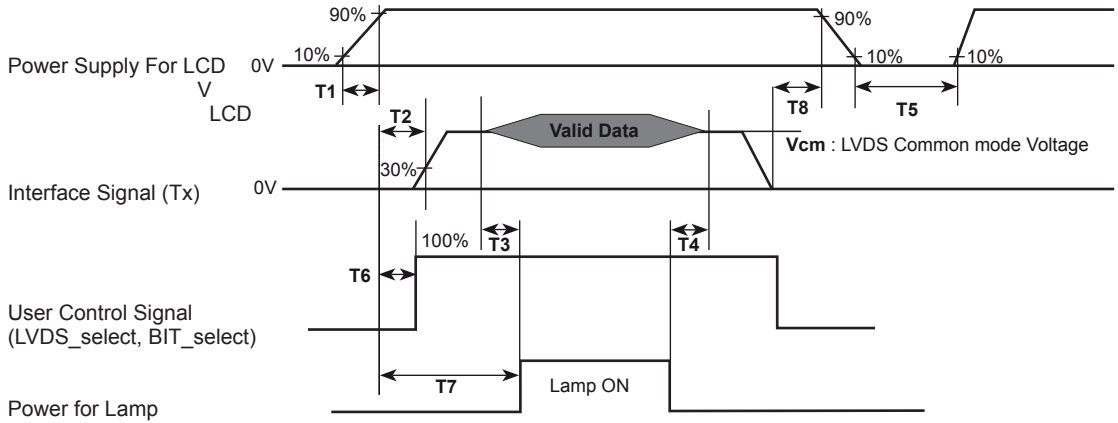 90%
90%
10%
10%
10%
Power Supply For LCD
V
LCD
0V
T1
T8
T5
T2
Valid Data
Vcm : LVDS Common mode Voltage
30%
Interface Signal (Tx)
0V
100%
T3
T4
T6
User Control Signal
(LVDS_select, BIT_select)
T7
Lamp ON
Power for Lamp